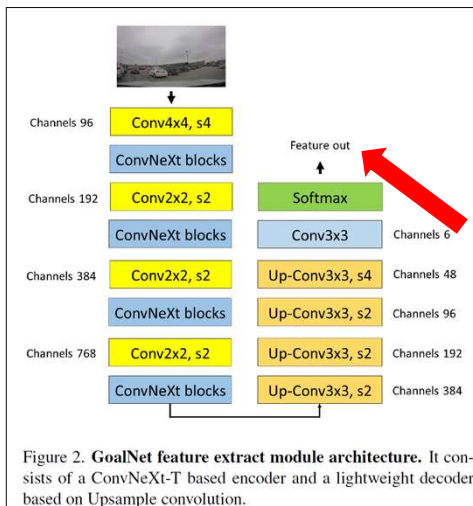 Channels 96
Conv4x4, s4
ConvNeXt blocks
Channels 192
Conv2x2, s2
ConvNeXt blocks
Channels 384
Conv2x2, s2
ConvNeXt blocks
Channels 768
Conv2x2, s2
ConvNeXt blocks
Feature out
Softmax
Conv3x3
Channels 6
Up-Conv3x3, s4
Channels 48
Up-Conv3x3, s2
Channels 96
Up-Conv3x3, s2
Channels 192
Up-Conv3x3, s2
Channels 384
Figure 2. GoalNet feature extract module architecture. It con-
sists of a ConvNeXt-T based encoder and a lightweight decoder
based on Upsample convolution.